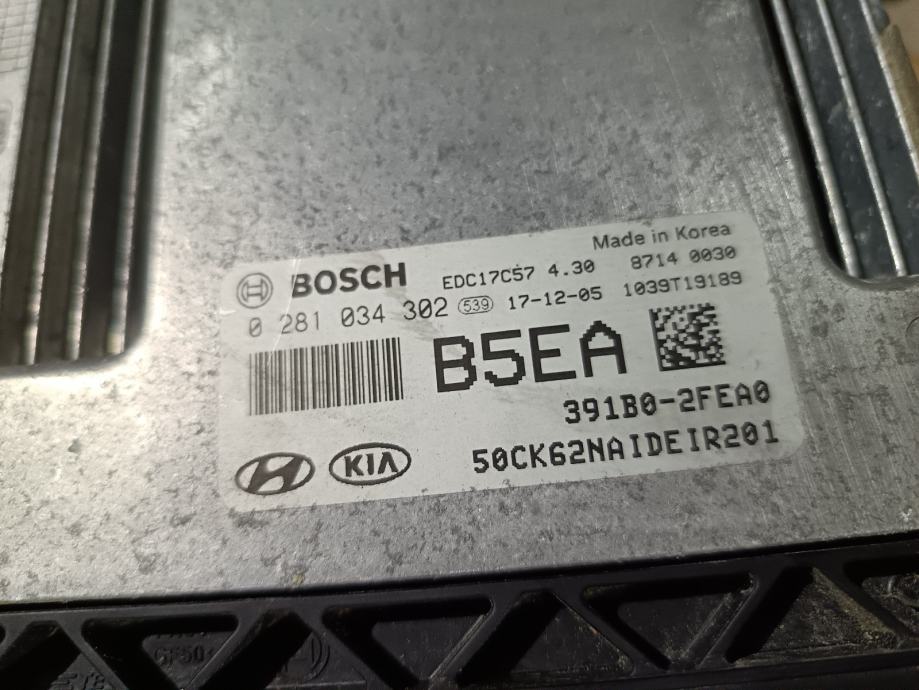 Made in Korea
BOSCH EDC17C57 4.30 8714 0030
0 281 034 302 539 17-12-05 1039T19189
B5EA
391B0-2FEA0
HYUNDAI KIA 50CK62NAIDEIR201